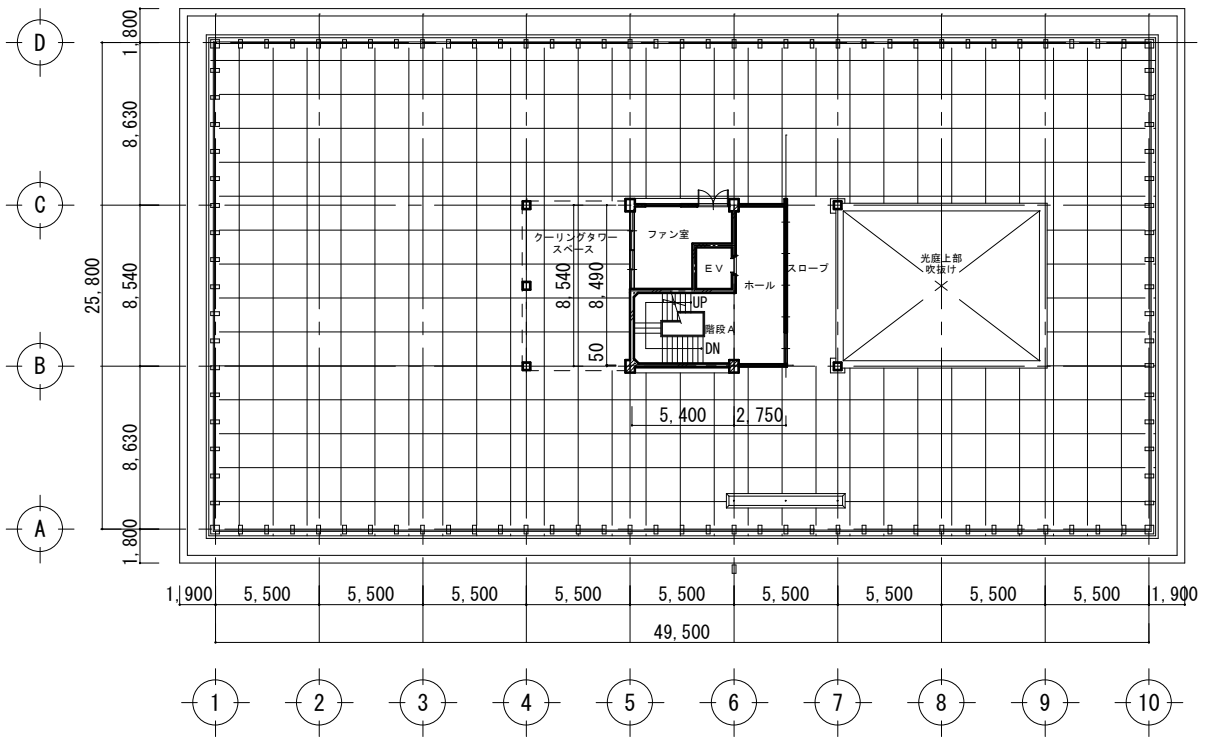 D
C
B
A
1,800
8,630
8,540
8,630
1,800
25,800
クーリングタワー
スペース
8,540
8,490
50
ファン室
EV
ホール
スロープ
UP
階段A
DN
5,400
2,750
光庭上部
吹抜け
1,900
5,500
5,500
5,500
5,500
5,500
5,500
5,500
5,500
5,500
1,900
49,500
1
2
3
4
5
6
7
8
9
10